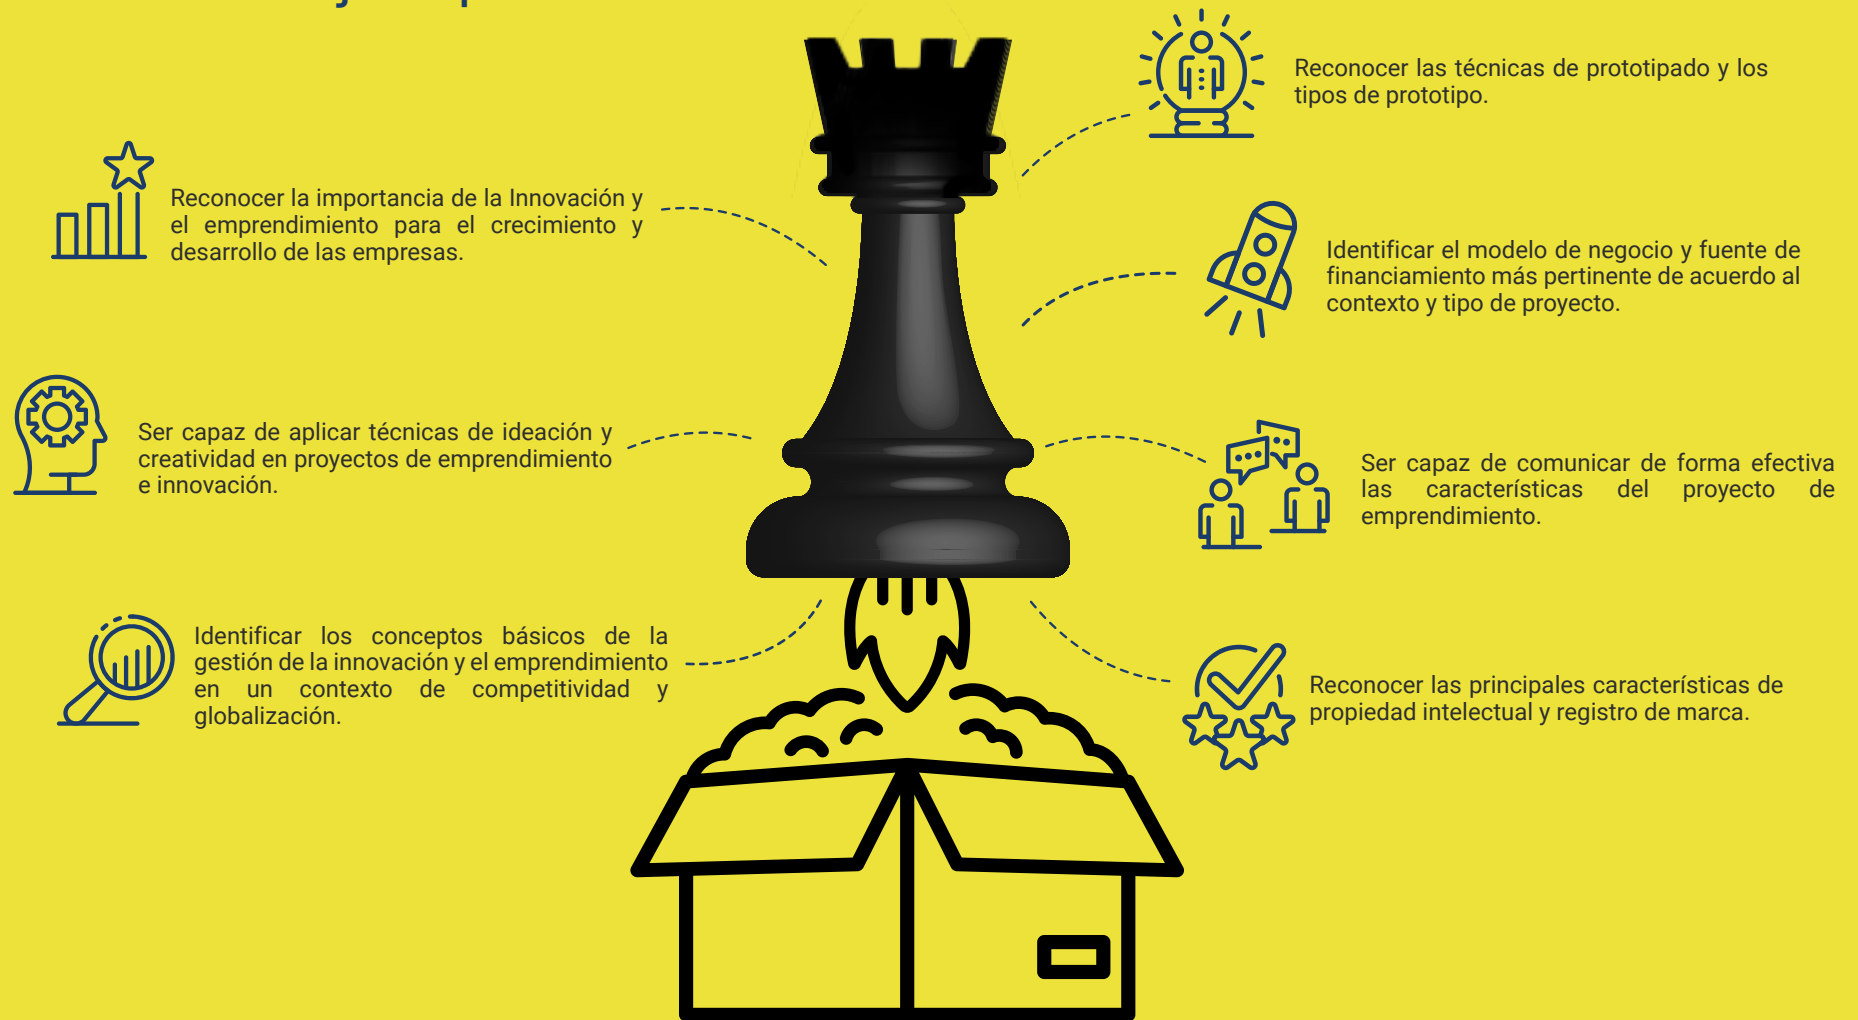 Reconocer la importancia de la Innovación y
el emprendimiento para el crecimiento y
desarrollo de las empresas.
Ser capaz de aplicar técnicas de ideación y
creatividad en proyectos de emprendimiento
e innovación.
Identificar los conceptos básicos de la
gestión de la innovación y el emprendimiento
en un contexto de competitividad y
globalización.
Reconocer las técnicas de prototipado y los
tipos de prototipo.
Identificar el modelo de negocio y fuente de
financiamiento más pertinente de acuerdo al
contexto y tipo de proyecto.
Ser capaz de comunicar de forma efectiva
las características del proyecto de
emprendimiento.
Reconocer las principales características de
propiedad intelectual y registro de marca.